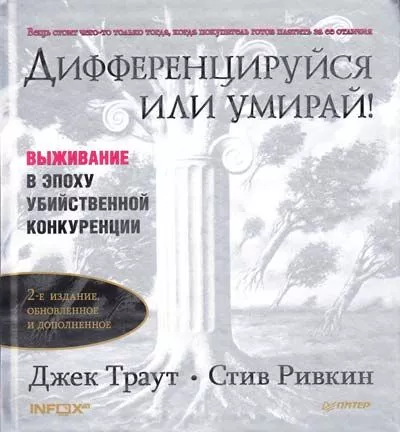 Вещь стоит чего-то только тогда, когда покупатель готов платить за ее отличия
Дифференцируйся
или умирай!
Выживание
в эпоху
убийственной
конкуренции
2-е издание,
обновленное
и дополненное
Джек Траут • Стив Ривкин
INFOX
ПИТЕР